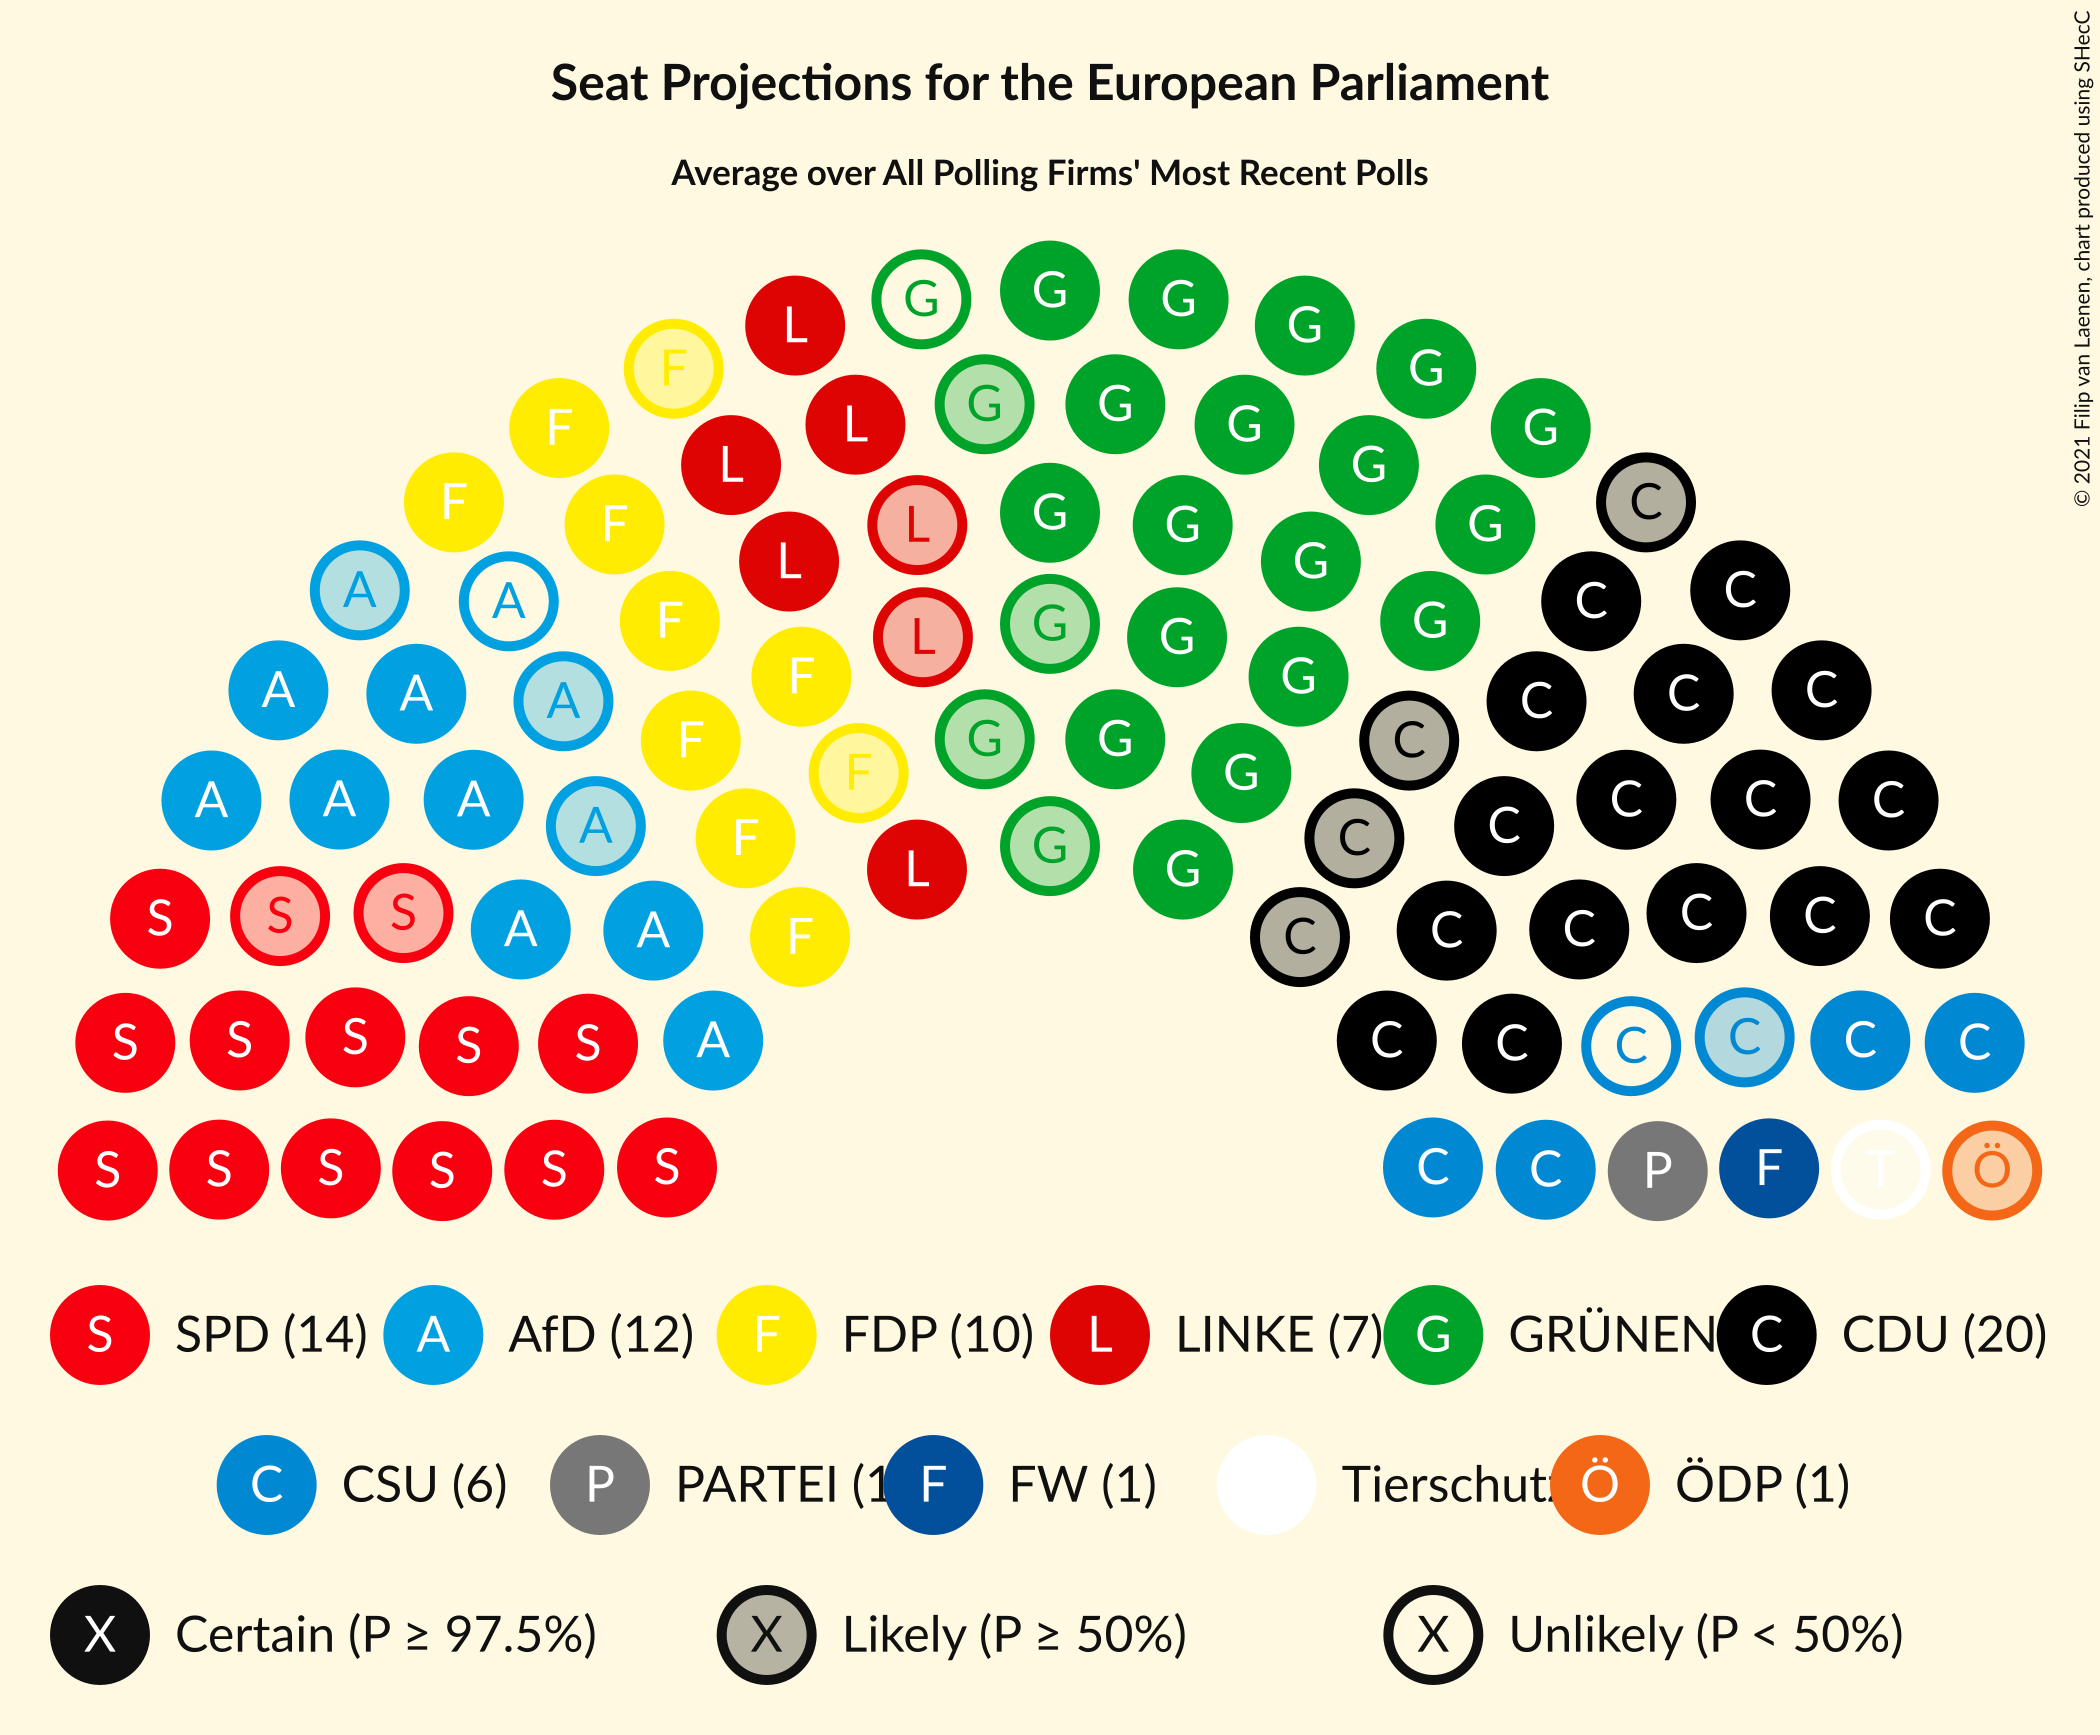 Seat Projections for the European Parliament
Average over All Polling Firms' Most Recent Polls
© 2021 Filip van Laenen, chart produced using SHecC
G G G G
L G
F G G G G
F L G G
F L G G C
F L L G G G
A A F L G G C C
F L G G G
A A A F G C C C
F G G C
A A A F G C C C
A F L G G C C
S S S A A F C C C C C C
S S S S S A C C C C C C
S S S S S S C C P F T Ö
S SPD (14) A AfD (12) F FDP (10) L LINKE (7) G GRÜNEN C CDU (20)
C CSU (6) P PARTEI (1 F FW (1) Tierschutz Ö ÖDP (1)
X Certain (P ≥ 97.5%) X Likely (P ≥ 50%) X Unlikely (P < 50%)